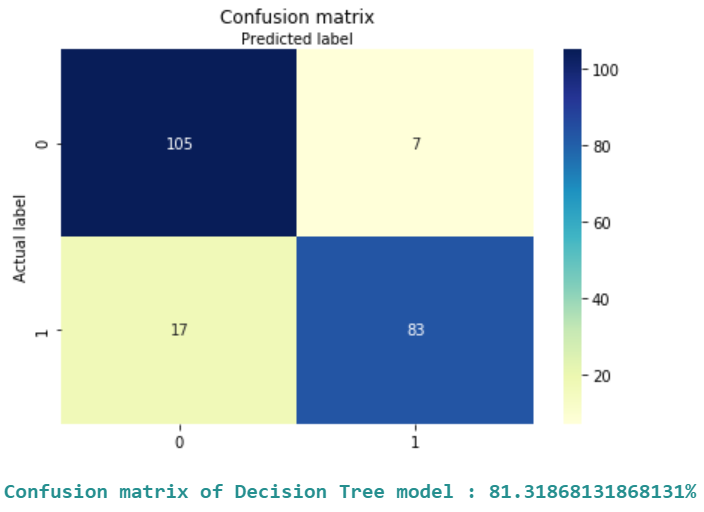 Confusion matrix
Predicted label
105 7
17 83
0
1
Actual label
0 1
100
80
60
40
20
Confusion matrix of Decision Tree model : 81.31868131868131%